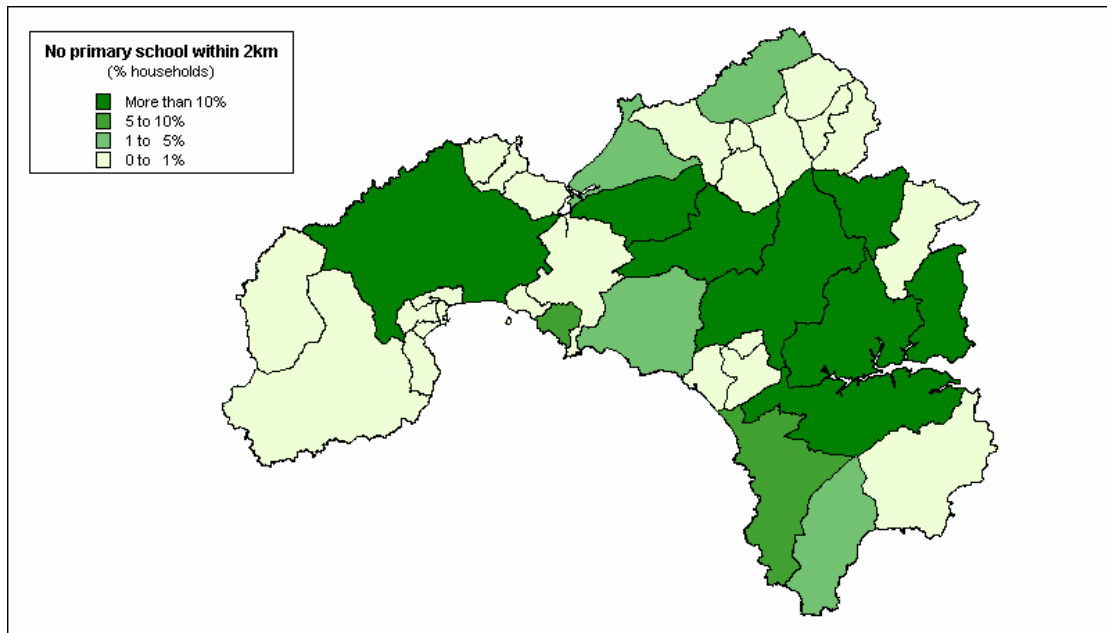 No primary school within 2km
(% households)
More than 10%
5 to 10%
1 to 5%
0 to 1%